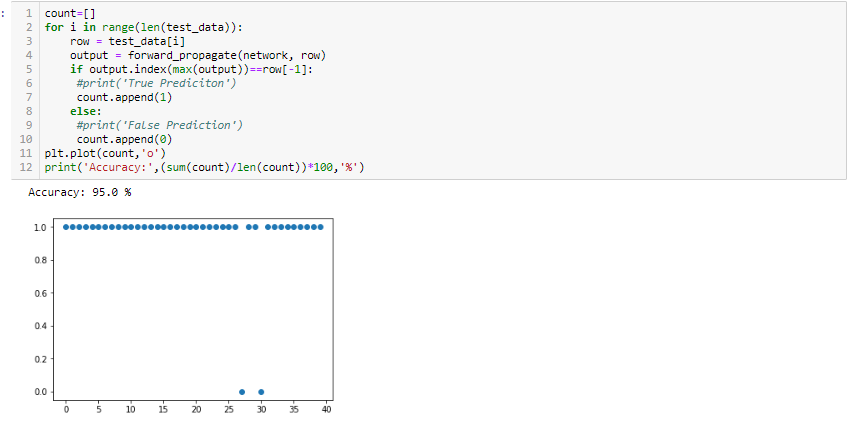 :
1 count=[]
2 for i in range(len(test_data)):
3 row = test_data[i]
4 output = forward_propagate(network, row)
5 if output.index(max(output))==row[-1]:
6 #print('True Prediciton')
7 count.append(1)
8 else:
9 #print('False Prediction')
10 count.append(0)
11 plt.plot(count,'o')
12 print('Accuracy:',(sum(count)/len(count))*100,'%')
Accuracy: 95.0 %
1.0
0.8
0.6
0.4
0.2
0.0
0 5 10 15 20 25 30 35 40